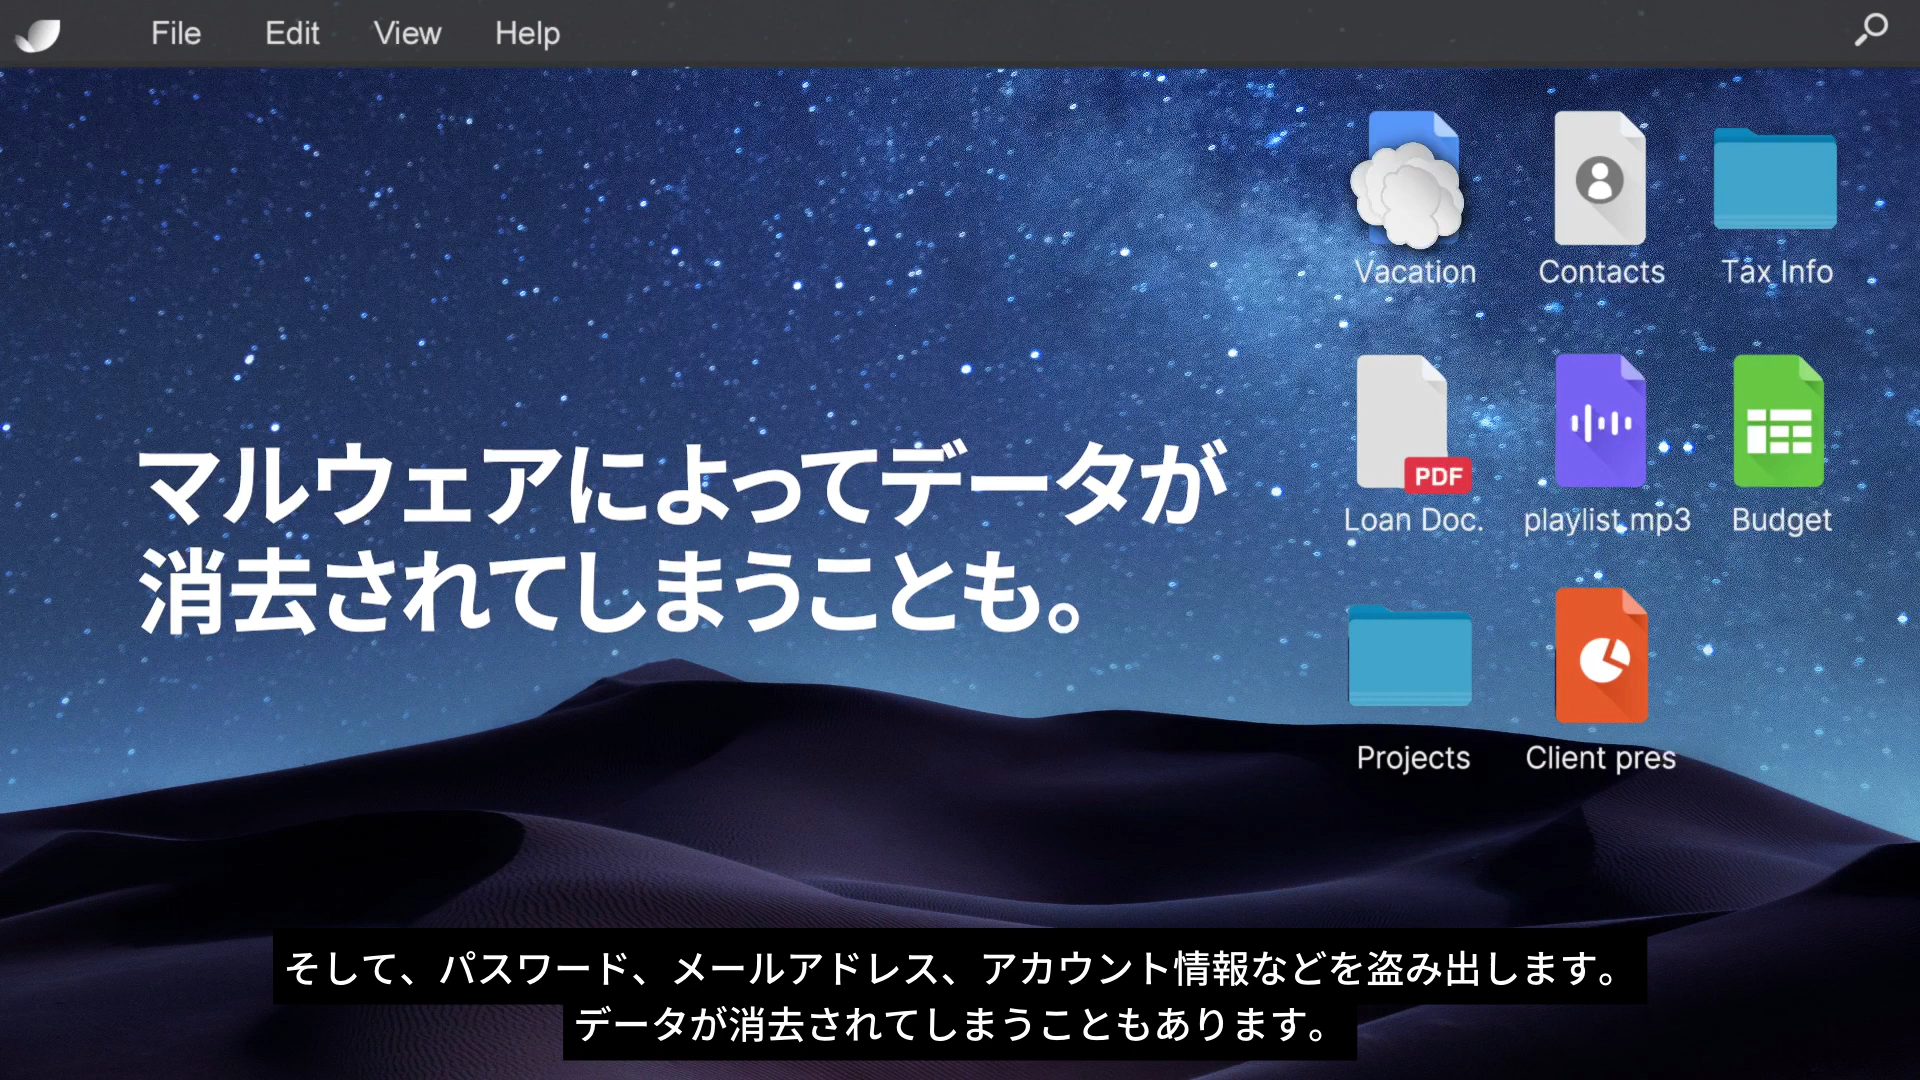 File Edit View Help
Vacation Contacts Tax Info
PDF
Loan Doc. playlist.mp3 Budget
マルウェアによってデータが
消去されてしまうことも。
Projects Client pres
そして、パスワード、メールアドレス、アカウント情報などを盗み出します。
データが消去されてしまうこともあります。